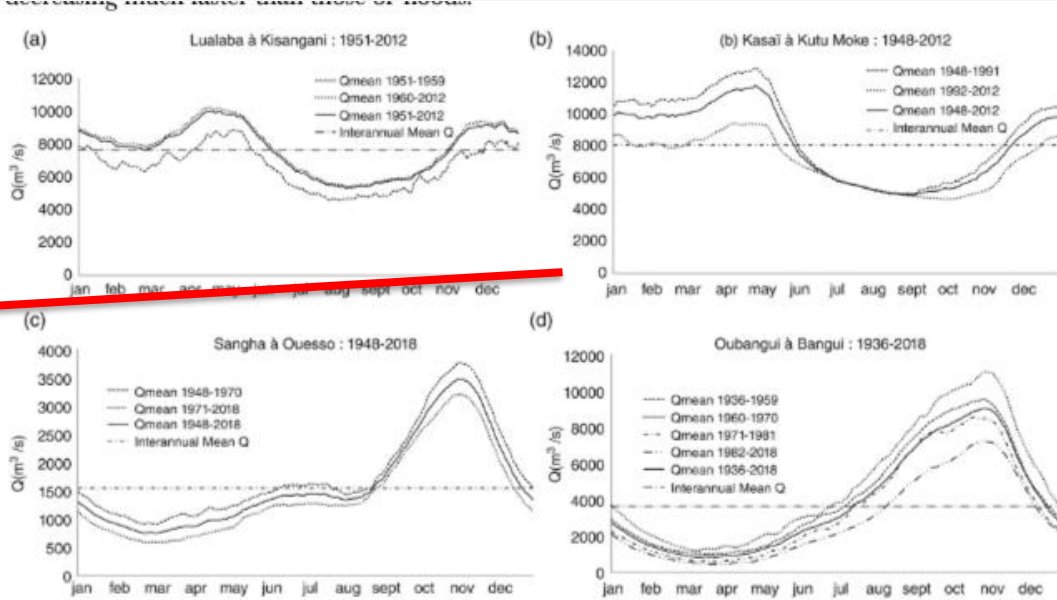 decreasing much faster than those of floods.
(a)
Lualaba à Kisangani : 1951-2012
12000
10000
8000
6000
4000
2000
0
Q(m³ /s)
Qmean 1951-1959
Qmean 1960-2012
Qmean 1951-2012
Interannual Mean Q
jan feb mar apr may jun jul aug sept oct nov dec
(b)
(b) Kasaï à Kutu Moke : 1948-2012
14000
12000
10000
8000
6000
4000
2000
0
Q(m³ /s)
Qmean 1948-1991
Qmean 1992-2012
Qmean 1948-2012
Interannual Mean Q
jan feb mar apr may jun jul aug sept oct nov dec
(c)
Sangha à Ouesso : 1948-2018
4000
3500
3000
2500
2000
1500
1000
500
0
Q(m³ /s)
Qmean 1948-1970
Qmean 1971-2018
Qmean 1948-2018
Interannual Mean Q
jan feb mar apr may jun jul aug sept oct nov dec
(d)
Oubangui à Bangui : 1936-2018
12000
10000
8000
6000
4000
2000
0
Q(m³ /s)
Qmean 1936-1959
Qmean 1960-1970
Qmean 1971-1981
Qmean 1982-2018
Qmean 1936-2018
Interannual Mean Q
jan feb mar apr may jun jul aug sept oct nov dec